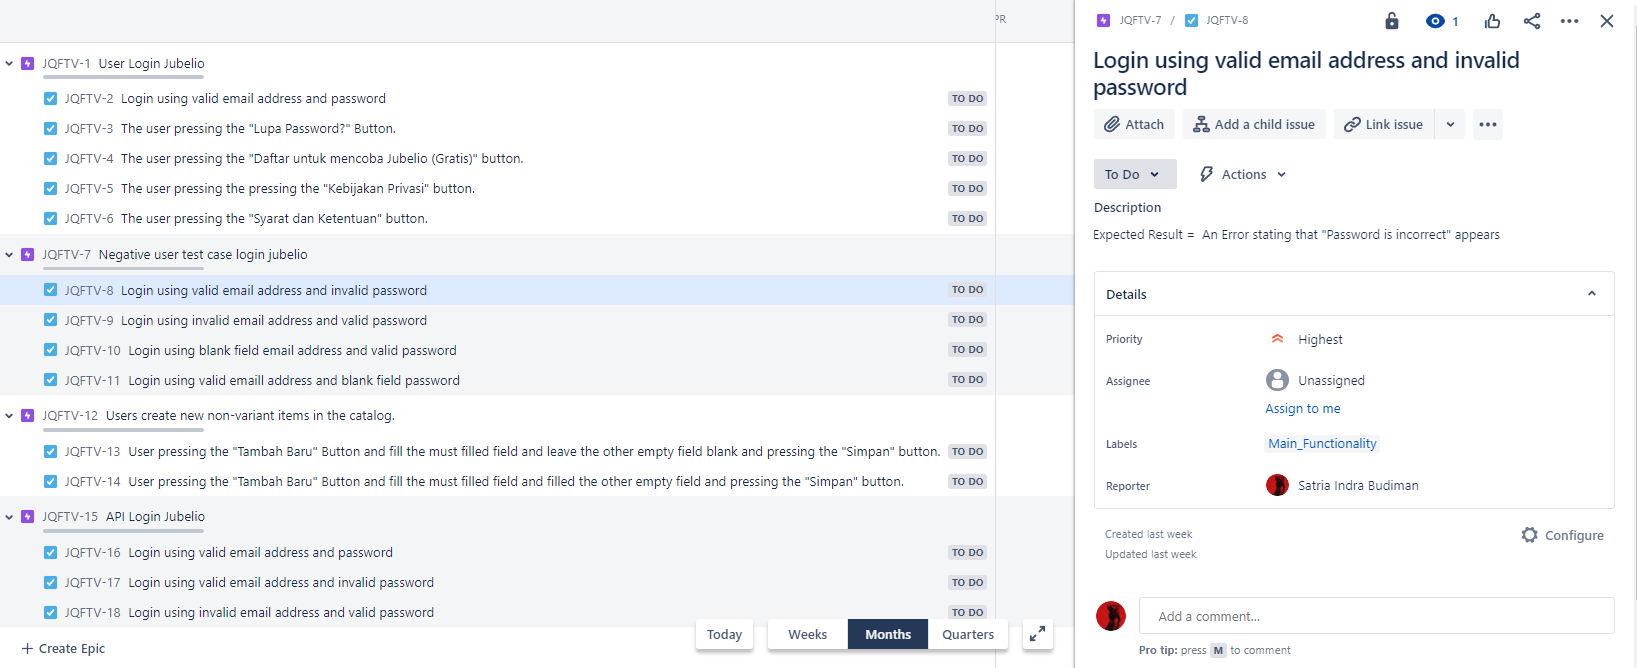 PR
JQFTV-1 User Login Jubelio
JQFTV-2 Login using valid email address and password TO DO
JQFTV-3 The user pressing the "Lupa Password?" Button. TO DO
JQFTV-4 The user pressing the "Daftar untuk mencoba Jubelio (Gratis)" button. TO DO
JQFTV-5 The user pressing the pressing the "Kebijakan Privasi" button. TO DO
JQFTV-6 The user pressing the "Syarat dan Ketentuan" button. TO DO
JQFTV-7 Negative user test case login jubelio
JQFTV-8 Login using valid email address and invalid password TO DO
JQFTV-9 Login using invalid email address and valid password TO DO
JQFTV-10 Login using blank field email address and valid password TO DO
JQFTV-11 Login using valid emaill address and blank field password TO DO
JQFTV-12 Users create new non-variant items in the catalog.
JQFTV-13 User pressing the "Tambah Baru" Button and fill the must filled field and leave the other empty field blank and pressing the "Simpan" button. TO DO
JQFTV-14 User pressing the "Tambah Baru" Button and fill the must filled field and filled the other empty field and pressing the "Simpan" button. TO DO
JQFTV-15 API Login Jubelio
JQFTV-16 Login using valid email address and password TO DO
JQFTV-17 Login using valid email address and invalid password TO DO
JQFTV-18 Login using invalid email address and valid password TO DO
Today Weeks Months Quarters
+ Create Epic
JQFTV-7 / JQFTV-8 1
Login using valid email address and invalid
password
Attach Add a child issue Link issue
To Do Actions
Description
Expected Result = An Error stating that "Password is incorrect" appears
Details
Priority Highest
Assignee Unassigned
Assign to me
Labels Main_Functionality
Reporter Satria Indra Budiman
Created last week
Configure
Updated last week
Add a comment...
Pro tip: press M to comment